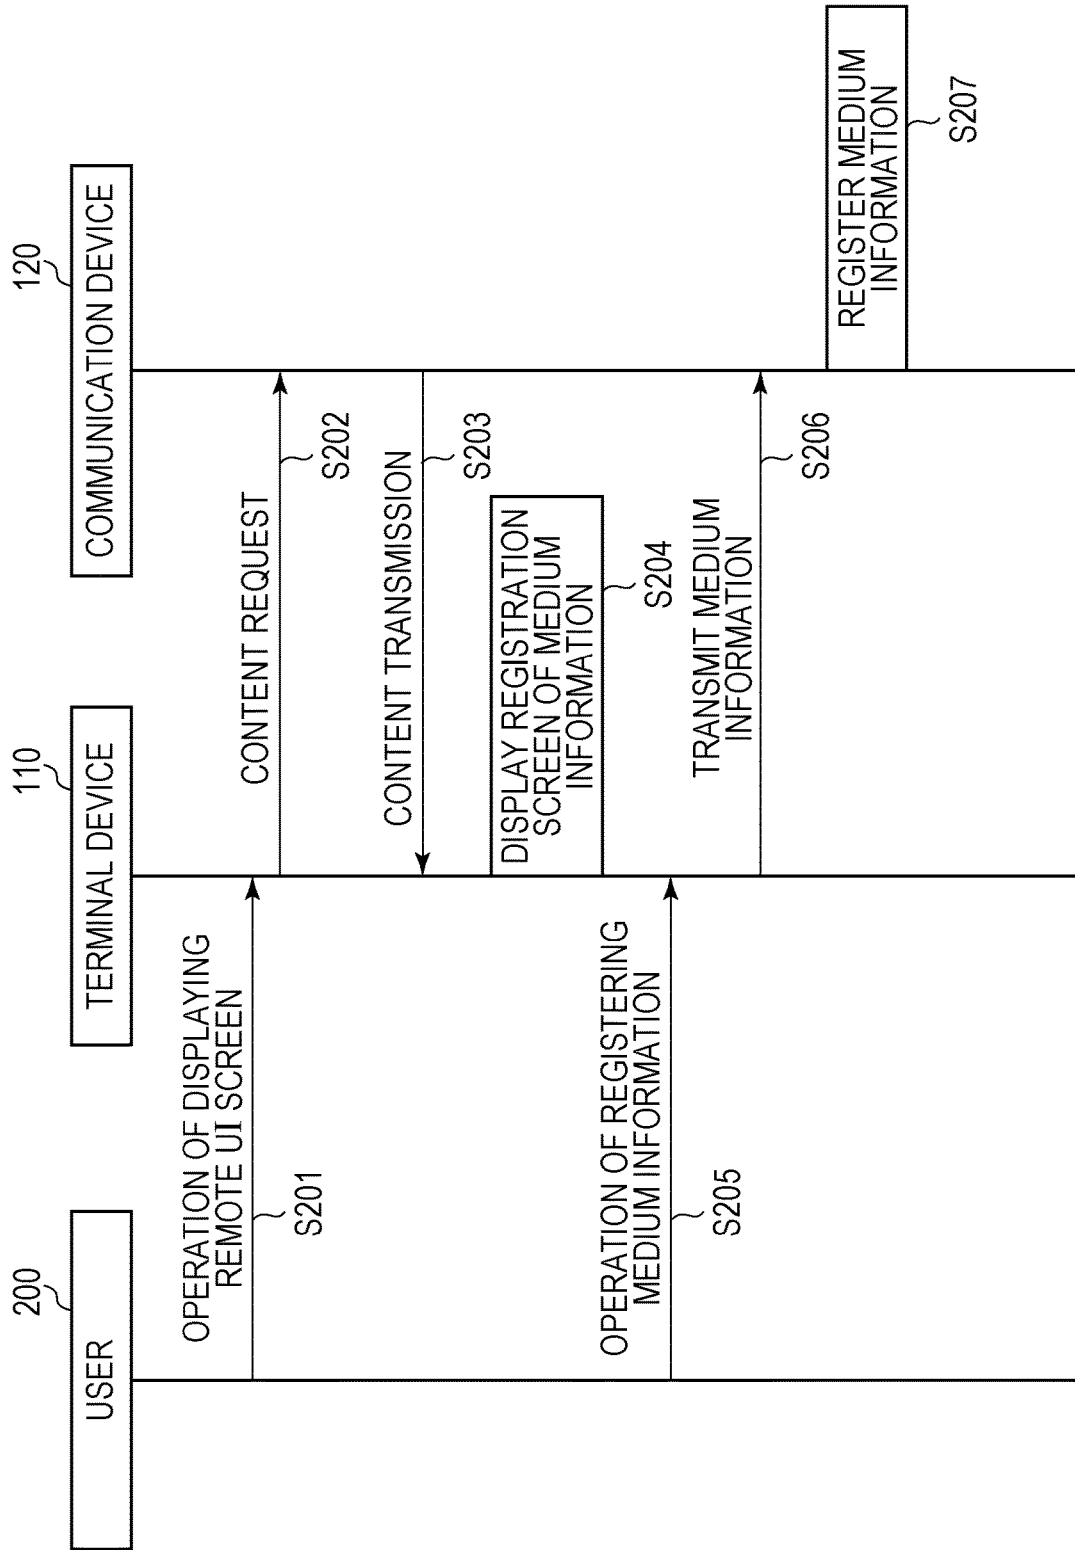 200
USER
110
TERMINAL DEVICE
120
COMMUNICATION DEVICE
OPERATION OF DISPLAYING
REMOTE UI SCREEN
S201
CONTENT REQUEST
S202
CONTENT TRANSMISSION
S203
DISPLAY REGISTRATION
SCREEN OF MEDIUM
INFORMATION
S204
OPERATION OF REGISTERING
MEDIUM INFORMATION
S205
TRANSMIT MEDIUM
INFORMATION
S206
REGISTER MEDIUM
INFORMATION
S207